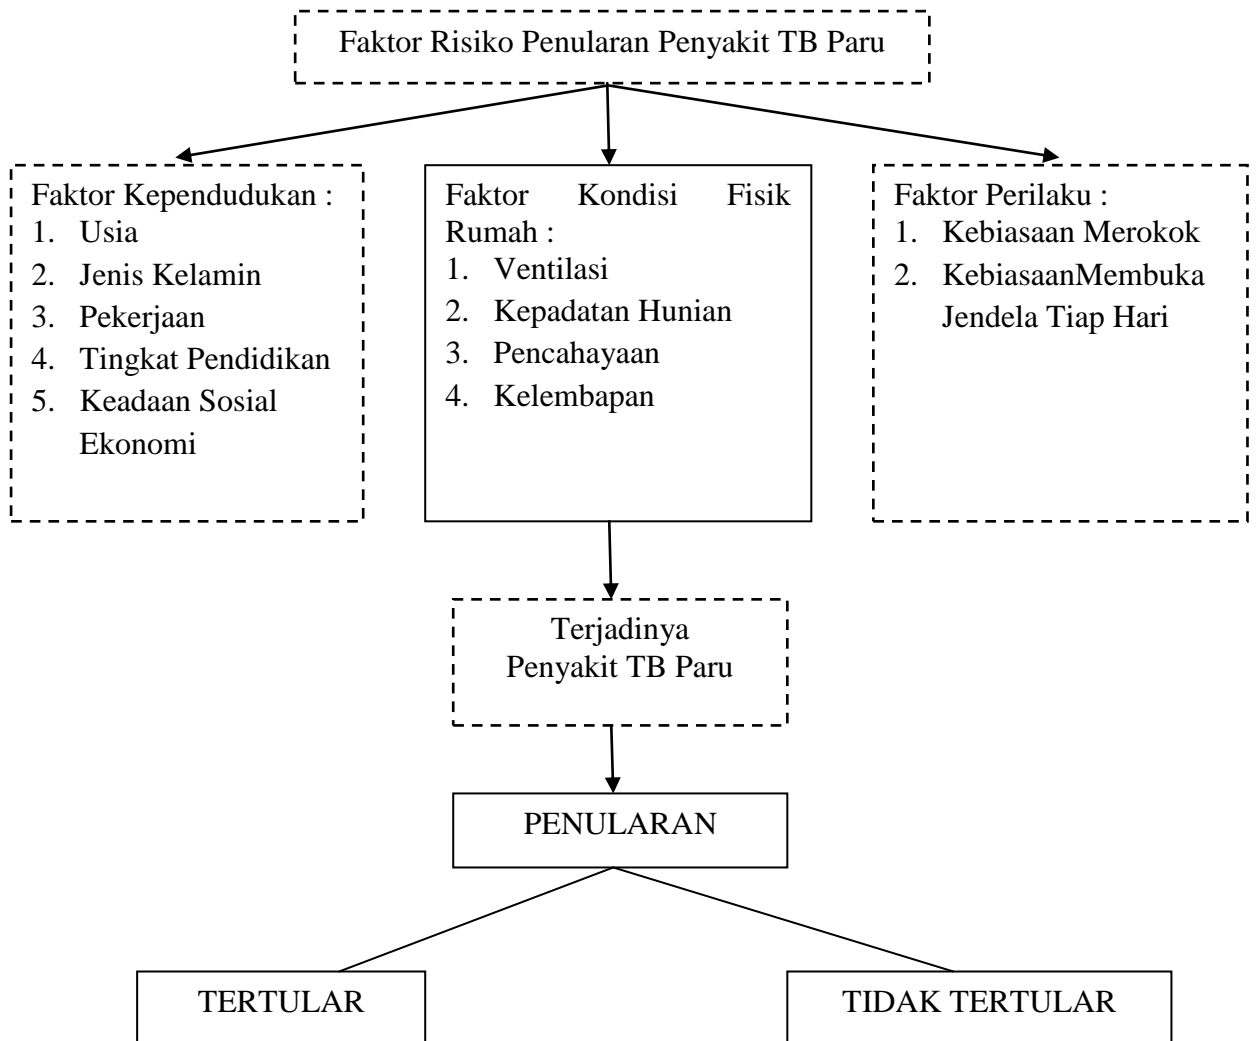 Faktor Risiko Penularan Penyakit TB Paru
Faktor Kependudukan :
1. Usia
2. Jenis Kelamin
3. Pekerjaan
4. Tingkat Pendidikan
5. Keadaan Sosial
Ekonomi
Faktor Kondisi Fisik
Rumah :
1. Ventilasi
2. Kepadatan Hunian
3. Pencahayaan
4. Kelembapan
Faktor Perilaku :
1. Kebiasaan Merokok
2. KebiasaanMembuka
Jendela Tiap Hari
Terjadinya
Penyakit TB Paru
PENULARAN
TERTULAR
TIDAK TERTULAR